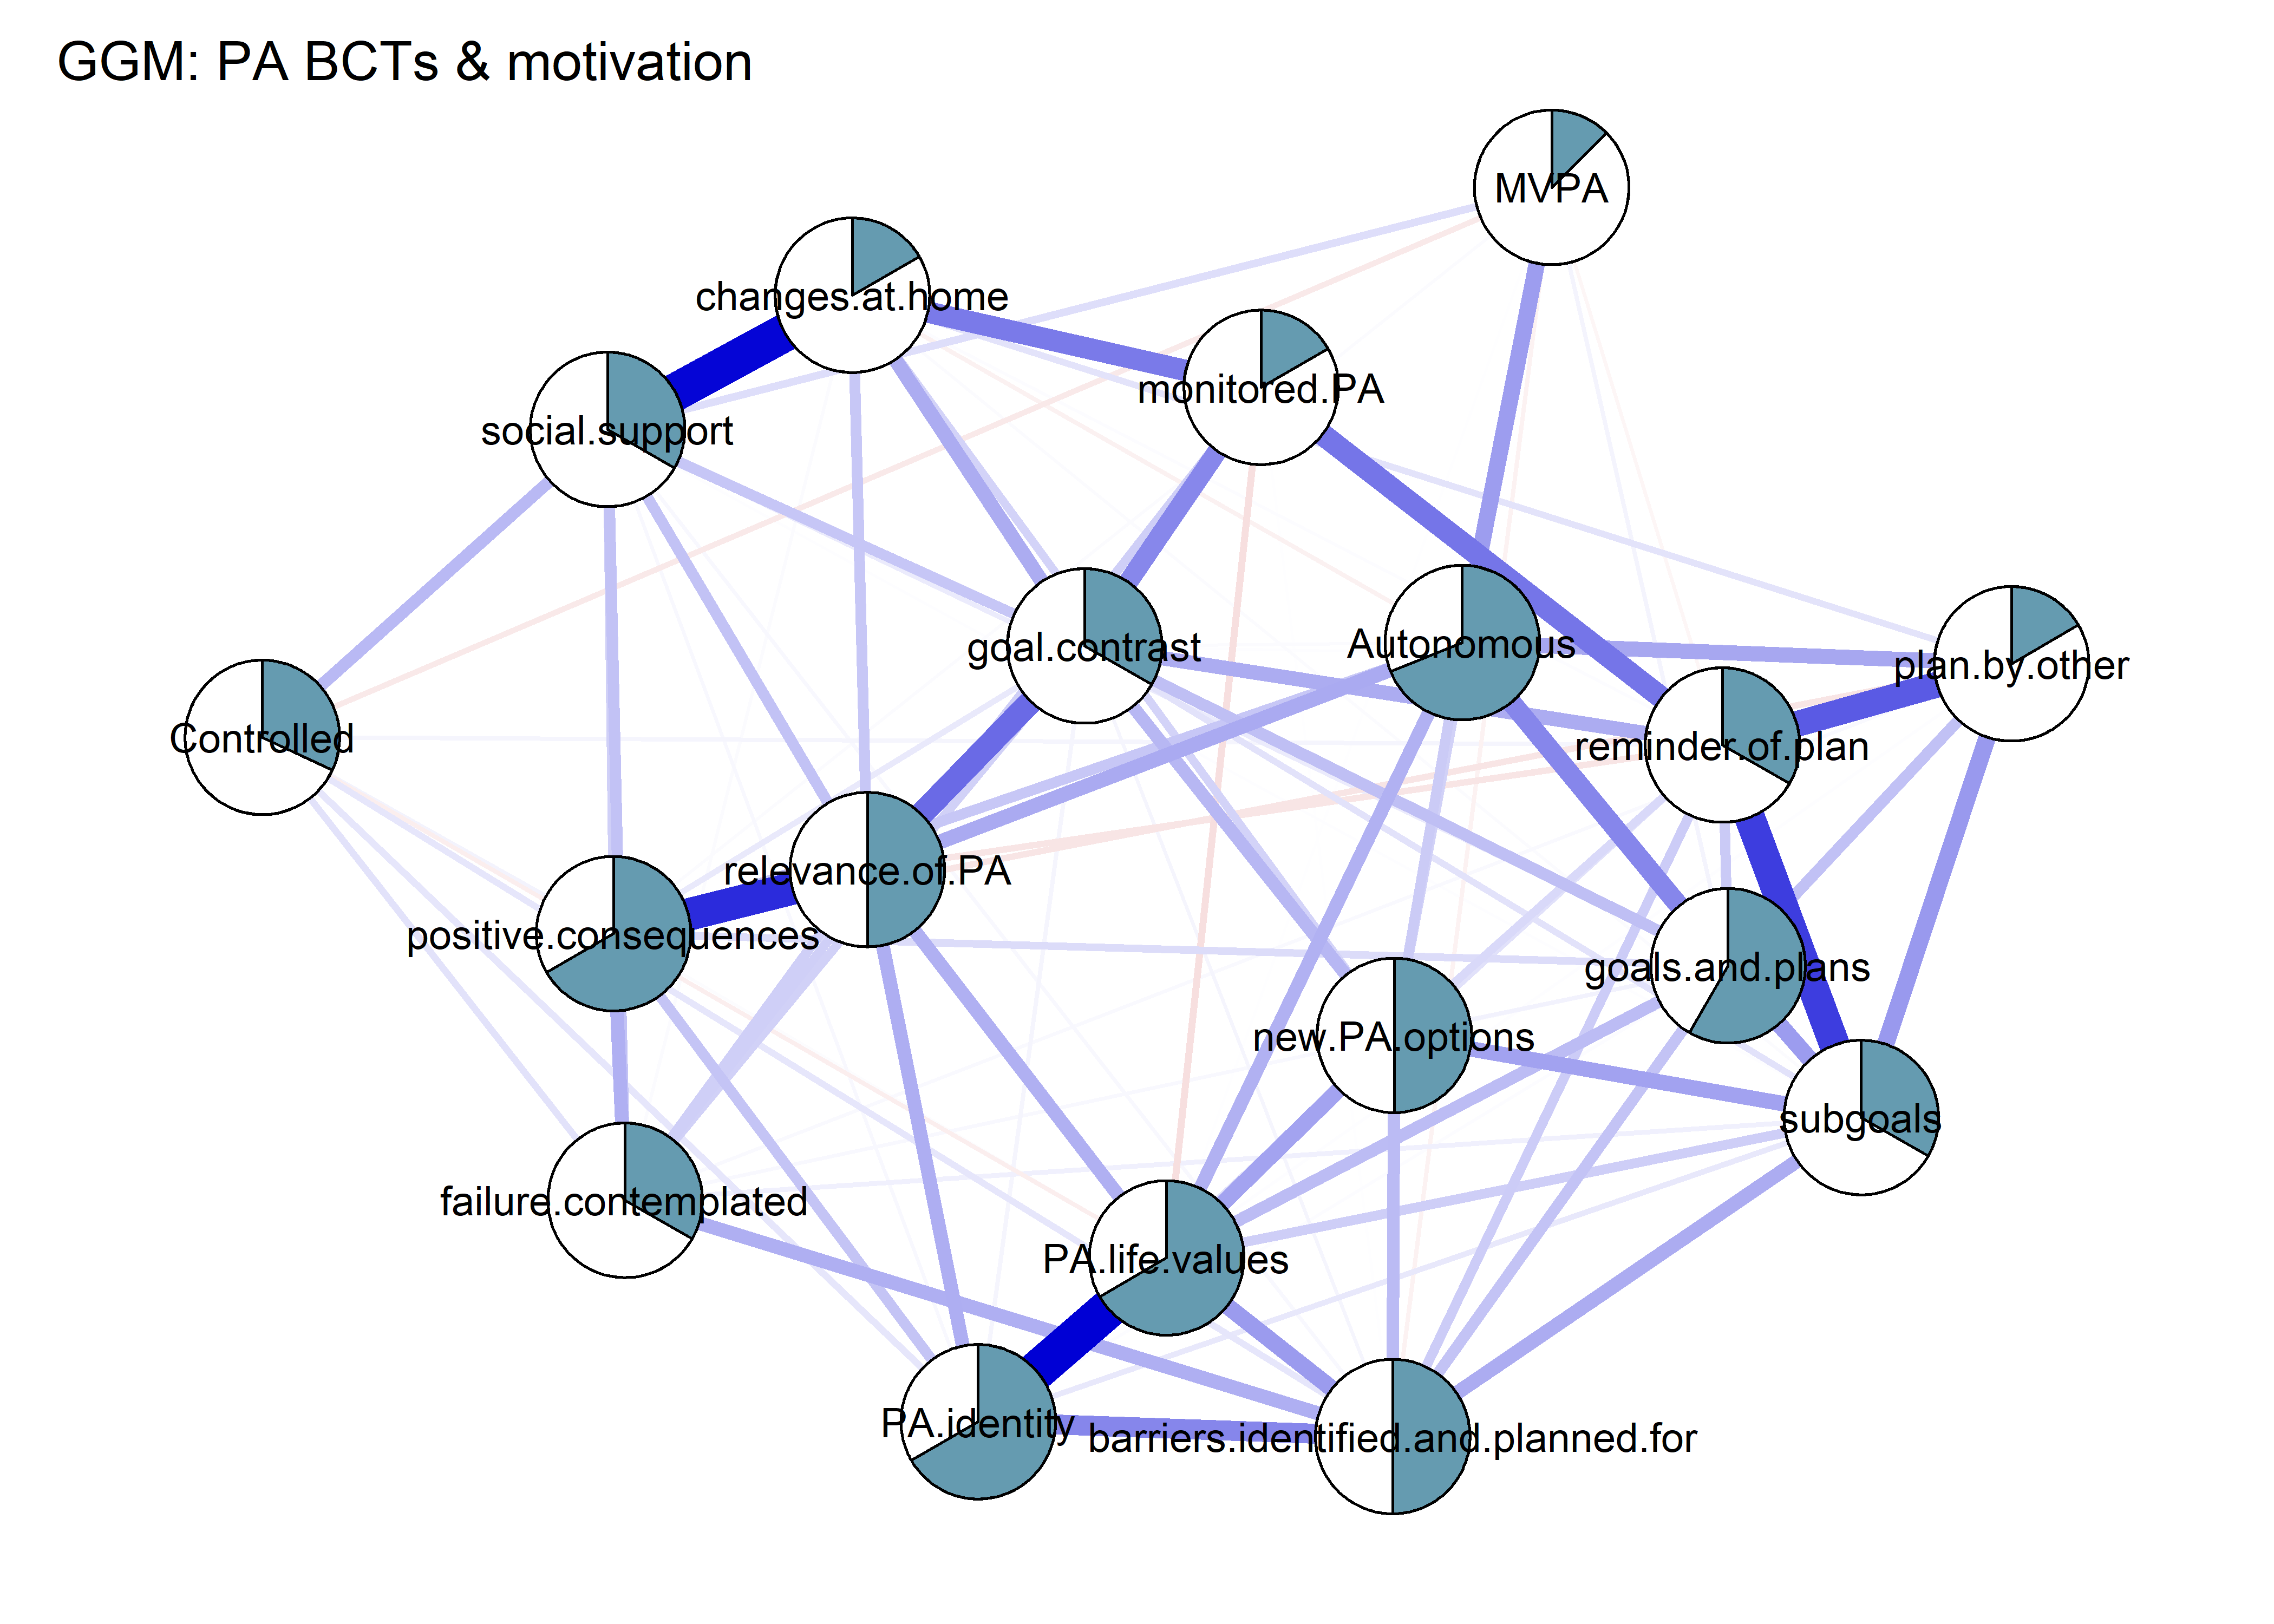 GGM: PA BCTs & motivation
MVPA
changes.at.home
monitored.PA
social.support
goal.contrast
Autonomous
plan.by.other
Controlled
reminder.of.plan
relevance.of.PA
positive.consequences
goals.and.plans
new.PA.options
subgoals
failure.contemplated
PA.life.values
PA.identity
barriers.identified.and.planned.for